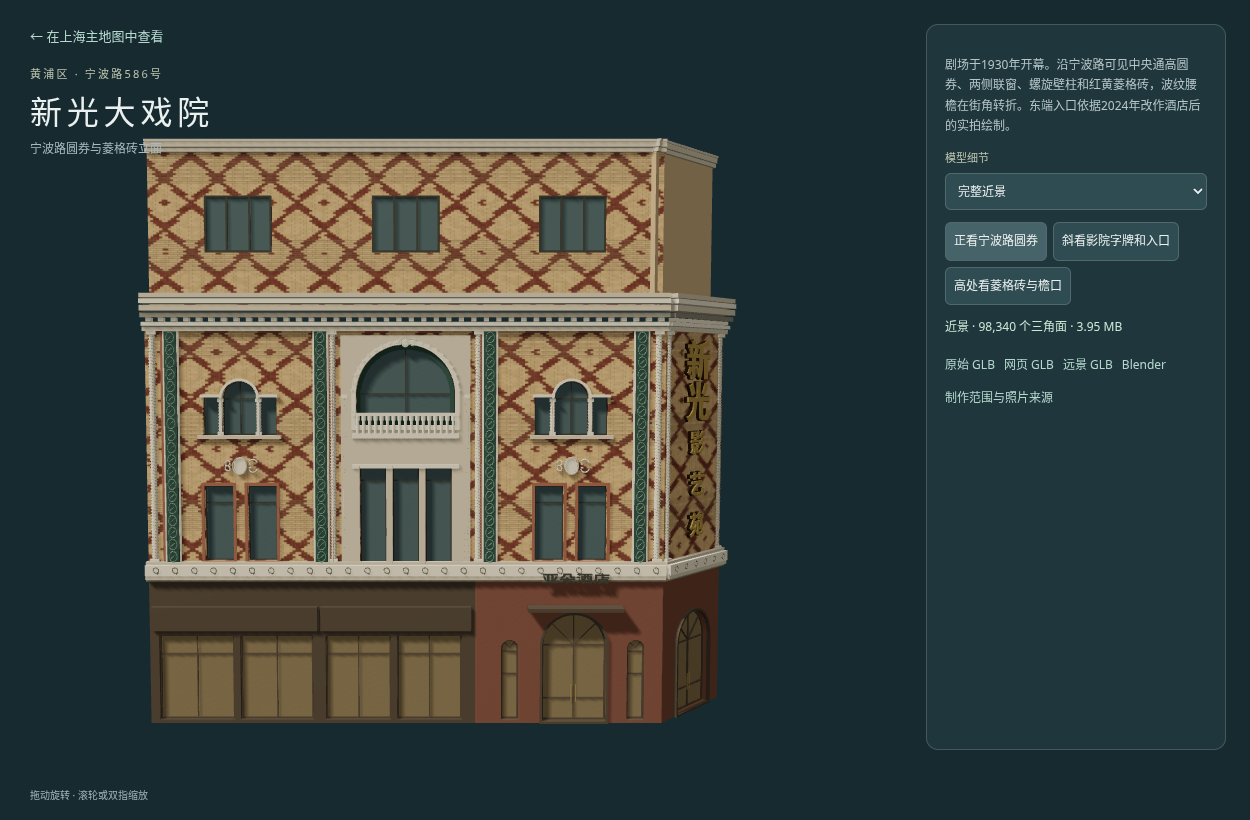 ← 在上海主地图中查看
黄浦区 · 宁波路586号
新光大戏院
宁波路圆券与菱格砖立面
新光影艺苑
亚朵酒店
拖动旋转 · 滚轮或双指缩放
剧场于1930年开幕。沿宁波路可见中央通高圆
券、两侧联窗、螺旋壁柱和红黄菱格砖，波纹腰
檐在街角转折。东端入口依据2024年改作酒店后
的实拍绘制。
模型细节
完整近景
正看宁波路圆券
斜看影院字牌和入口
高处看菱格砖与檐口
近景 · 98,340 个三角面 · 3.95 MB
原始 GLB 网页 GLB 远景 GLB Blender
制作范围与照片来源